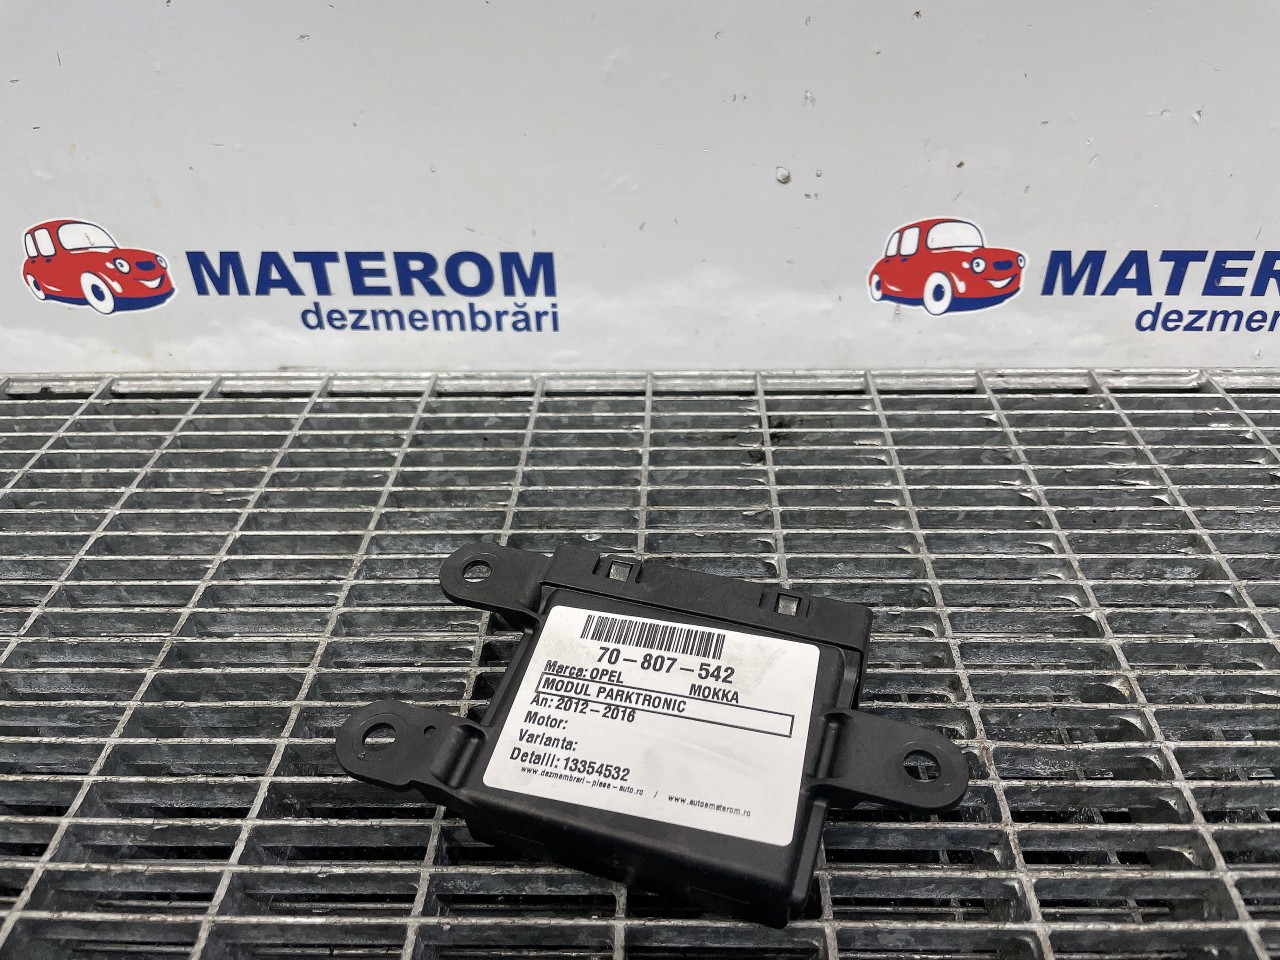 MATEROM
dezmembrări
MATER
dezmem
70-807-542
Marca: OPEL MOKKA
MODUL PARKTRONIC
An: 2012-2016
Motor:
Varianta:
Detalii: 13354532
www.dezmembrari-piese-auto.ro / www.autoematerom.ro